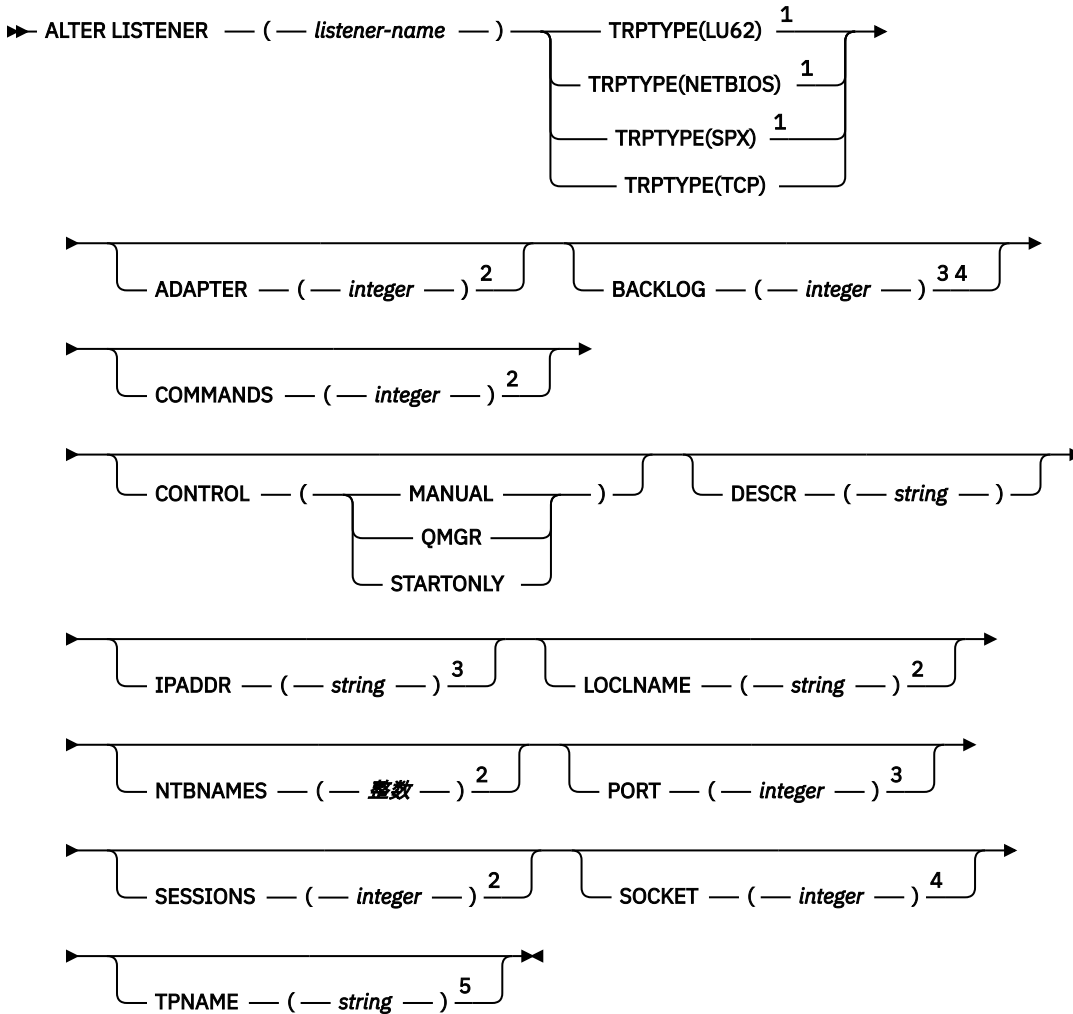 ALTER LISTENER ( listener-name ) TRPTYPE(LU62) 1
TRPTYPE(NETBIOS) 1
TRPTYPE(SPX) 1
TRPTYPE(TCP)
ADAPTER ( integer ) 2 BACKLOG ( integer ) 3 4
COMMANDS ( integer ) 2
CONTROL ( MANUAL ) DESCR ( string )
QMGR
STARTONLY
IPADDR ( string ) 3 LOCLNAME ( string ) 2
NTBNAMES ( 整数 ) 2 PORT ( integer ) 3
SESSIONS ( integer ) 2 SOCKET ( integer ) 4
TPNAME ( string ) 5